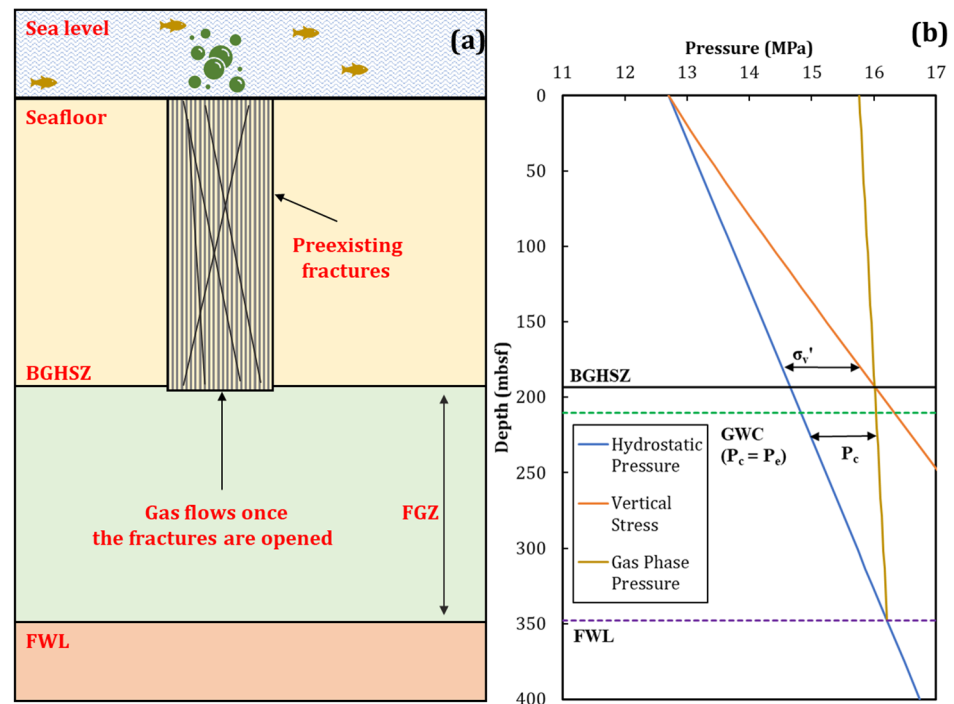 Sea level
(a)
Seafloor
Preexisting
fractures
BGHSZ
Gas flows once
the fractures are opened
FGZ
FWL
(b)
Pressure (MPa)
11 12 13 14 15 16 17
Depth (mbsf)
0
50
100
150
200
250
300
350
400
σv'
BGHSZ
GWC
(Pc = Pe)
Pc
Hydrostatic
Pressure
Vertical
Stress
Gas Phase
Pressure
FWL